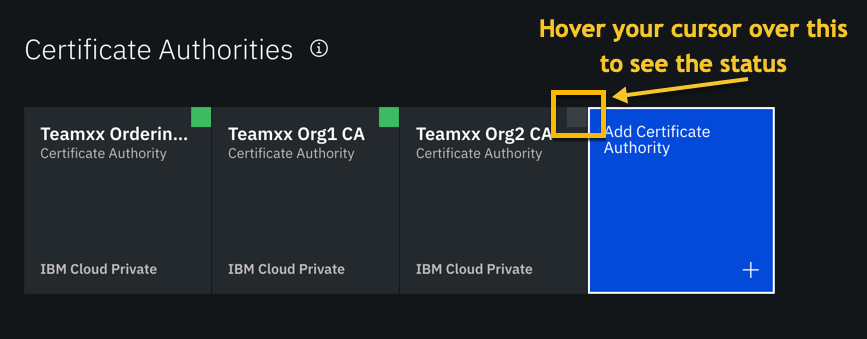 Hover your cursor over this
to see the status
Certificate Authorities
Teamxx Orderin...
Certificate Authority
IBM Cloud Private
Teamxx Org1 CA
Certificate Authority
IBM Cloud Private
Teamxx Org2 CA
Certificate Authority
IBM Cloud Private
Add Certificate
Authority